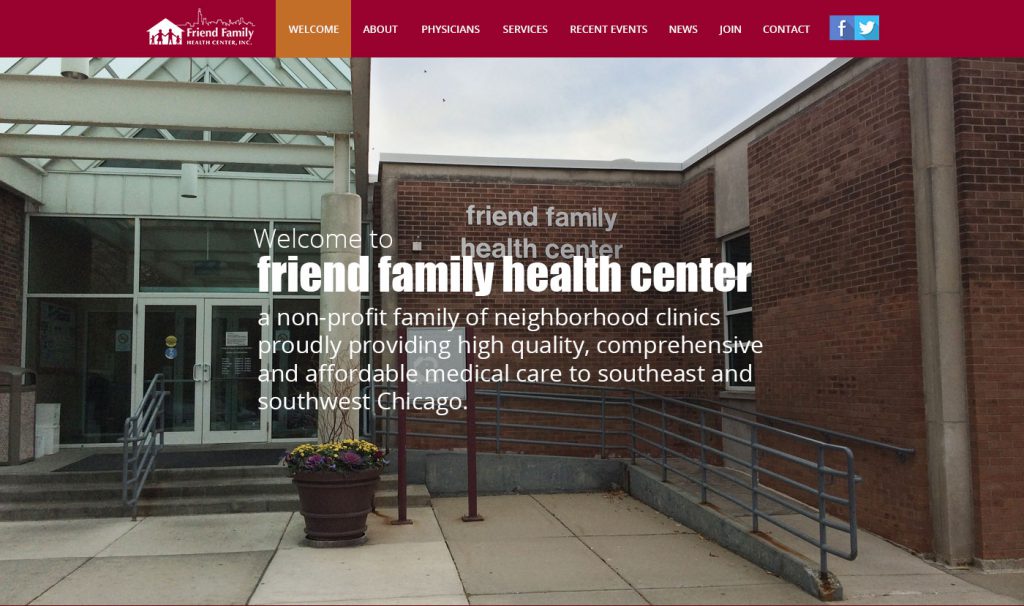 Friend Family
HEALTH CENTER, INC.
WELCOME
ABOUT
PHYSICIANS
SERVICES
RECENT EVENTS
NEWS
JOIN
CONTACT
f
friend family
health center
Welcome to
friend family health center
a non-profit family of neighborhood clinics
proudly providing high quality, comprehensive
and affordable medical care to southeast and
southwest Chicago.